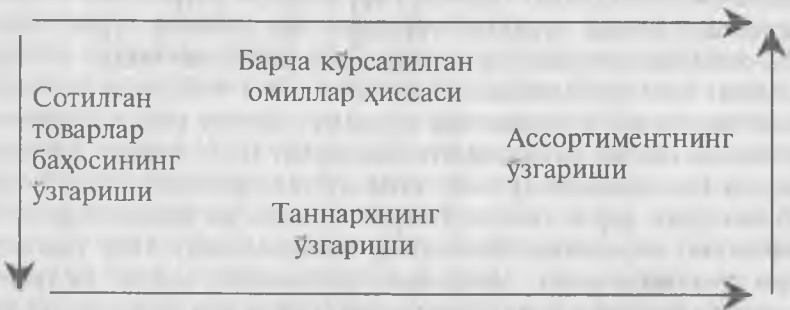 Барча кўрсатилган
омиллар ҳиссаси
Сотилган
товарлар
баҳосининг
ўзгариши
Ассортиментнинг
ўзгариши
Таннархнинг
ўзгариши